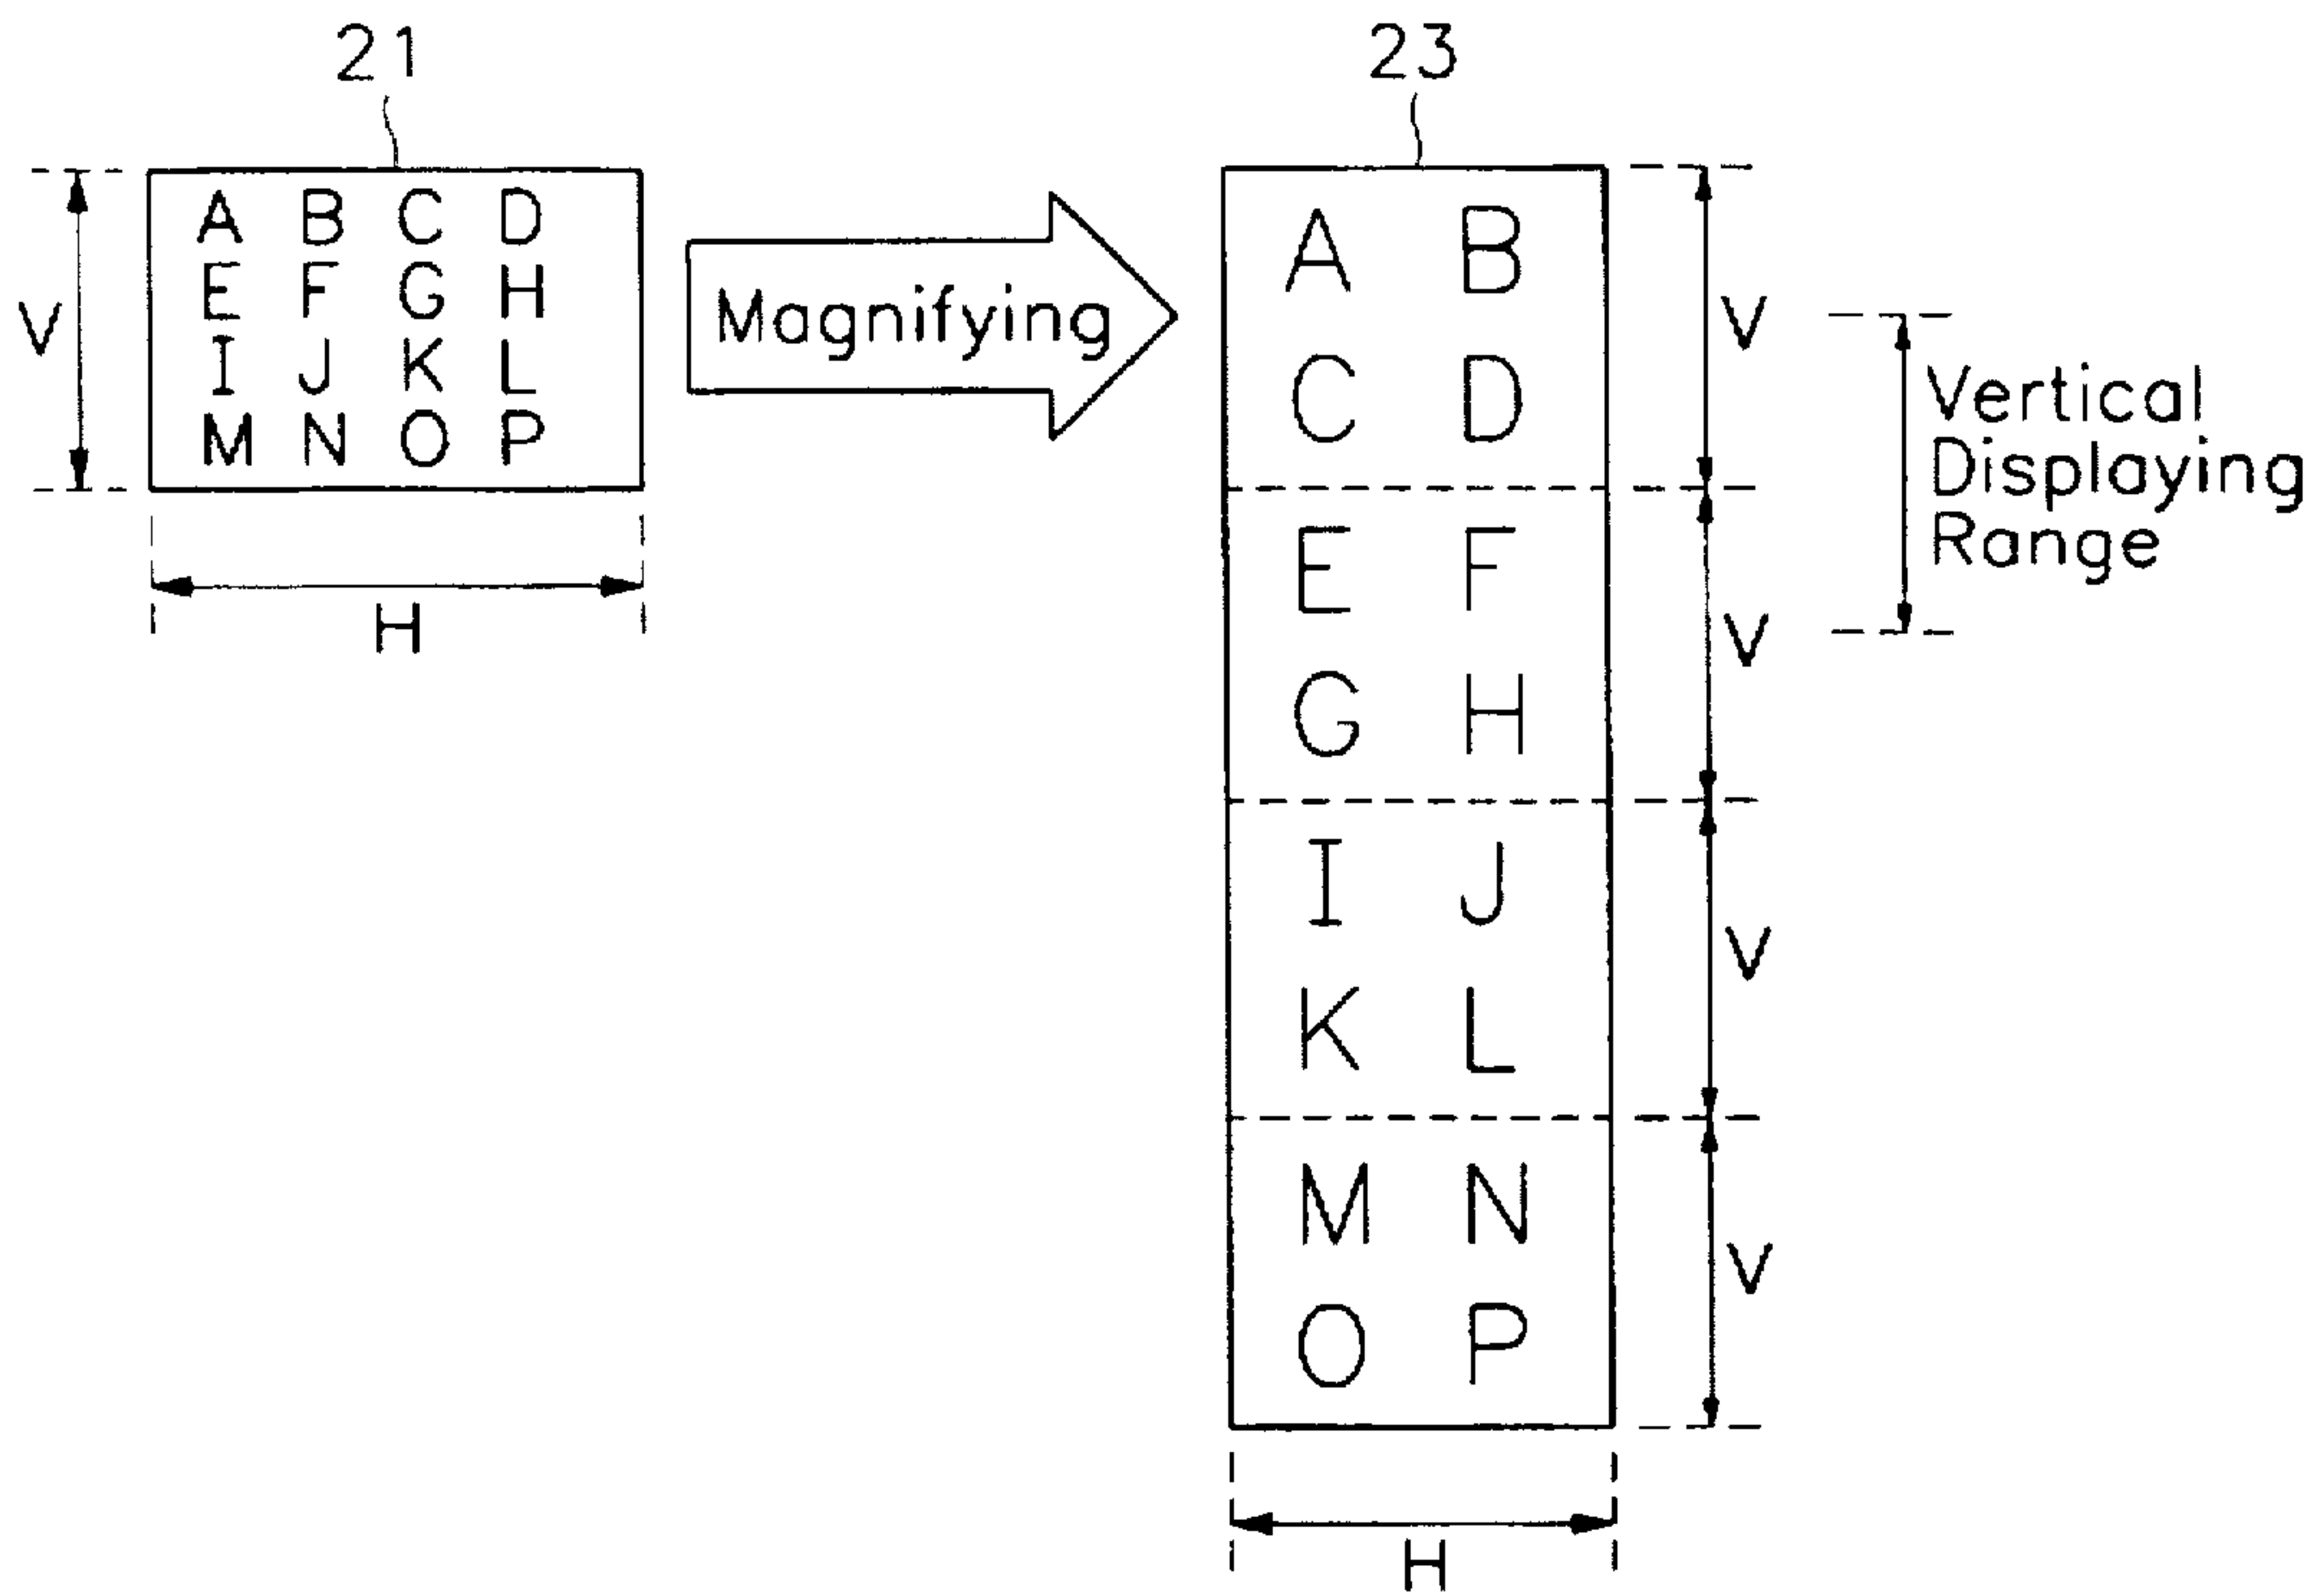 21
A B C D
E F G H
I J K L
M N O P
V
H
Magnifying
23
A B
C D
E F
G H
I J
K L
M N
O P
V
V
V
V
H
Vertical
Displaying
Range